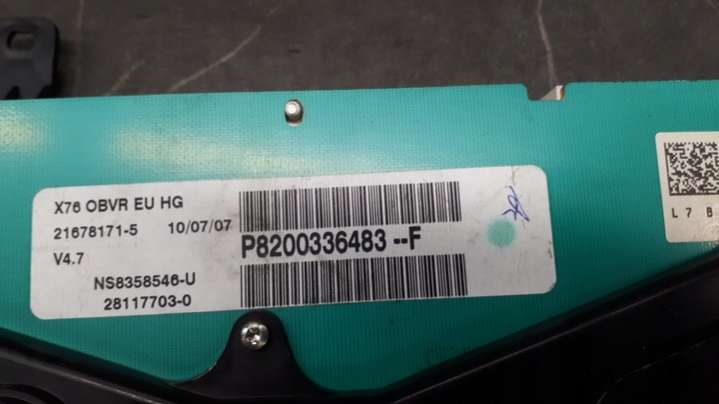 X76 OBVR EU HG
21678171-5 10/07/07
V4.7
P8200336483 --F
NS8358546-U
28117703-0
L 7 B